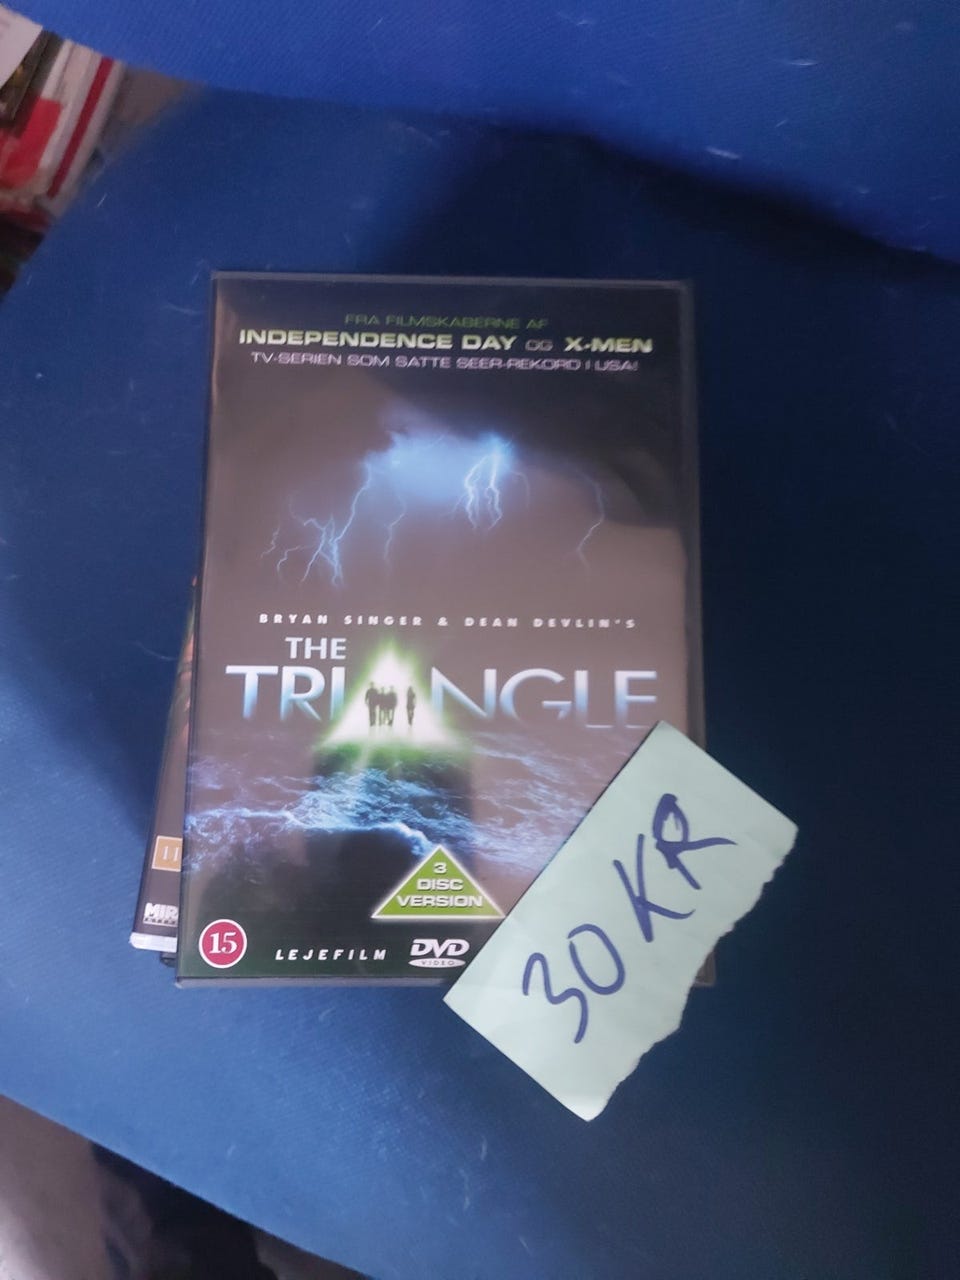 FRA FILMSKABERNE AF
INDEPENDENCE DAY OG X-MEN
TV-SERIEN SOM SATTE SEER-REKORD I USA!
BRYAN SINGER & DEAN DEVLIN'S
THE
TRIANGLE
3
DISC
VERSION
15
LEJEFILM
DVD
VIDEO
30 KR
11